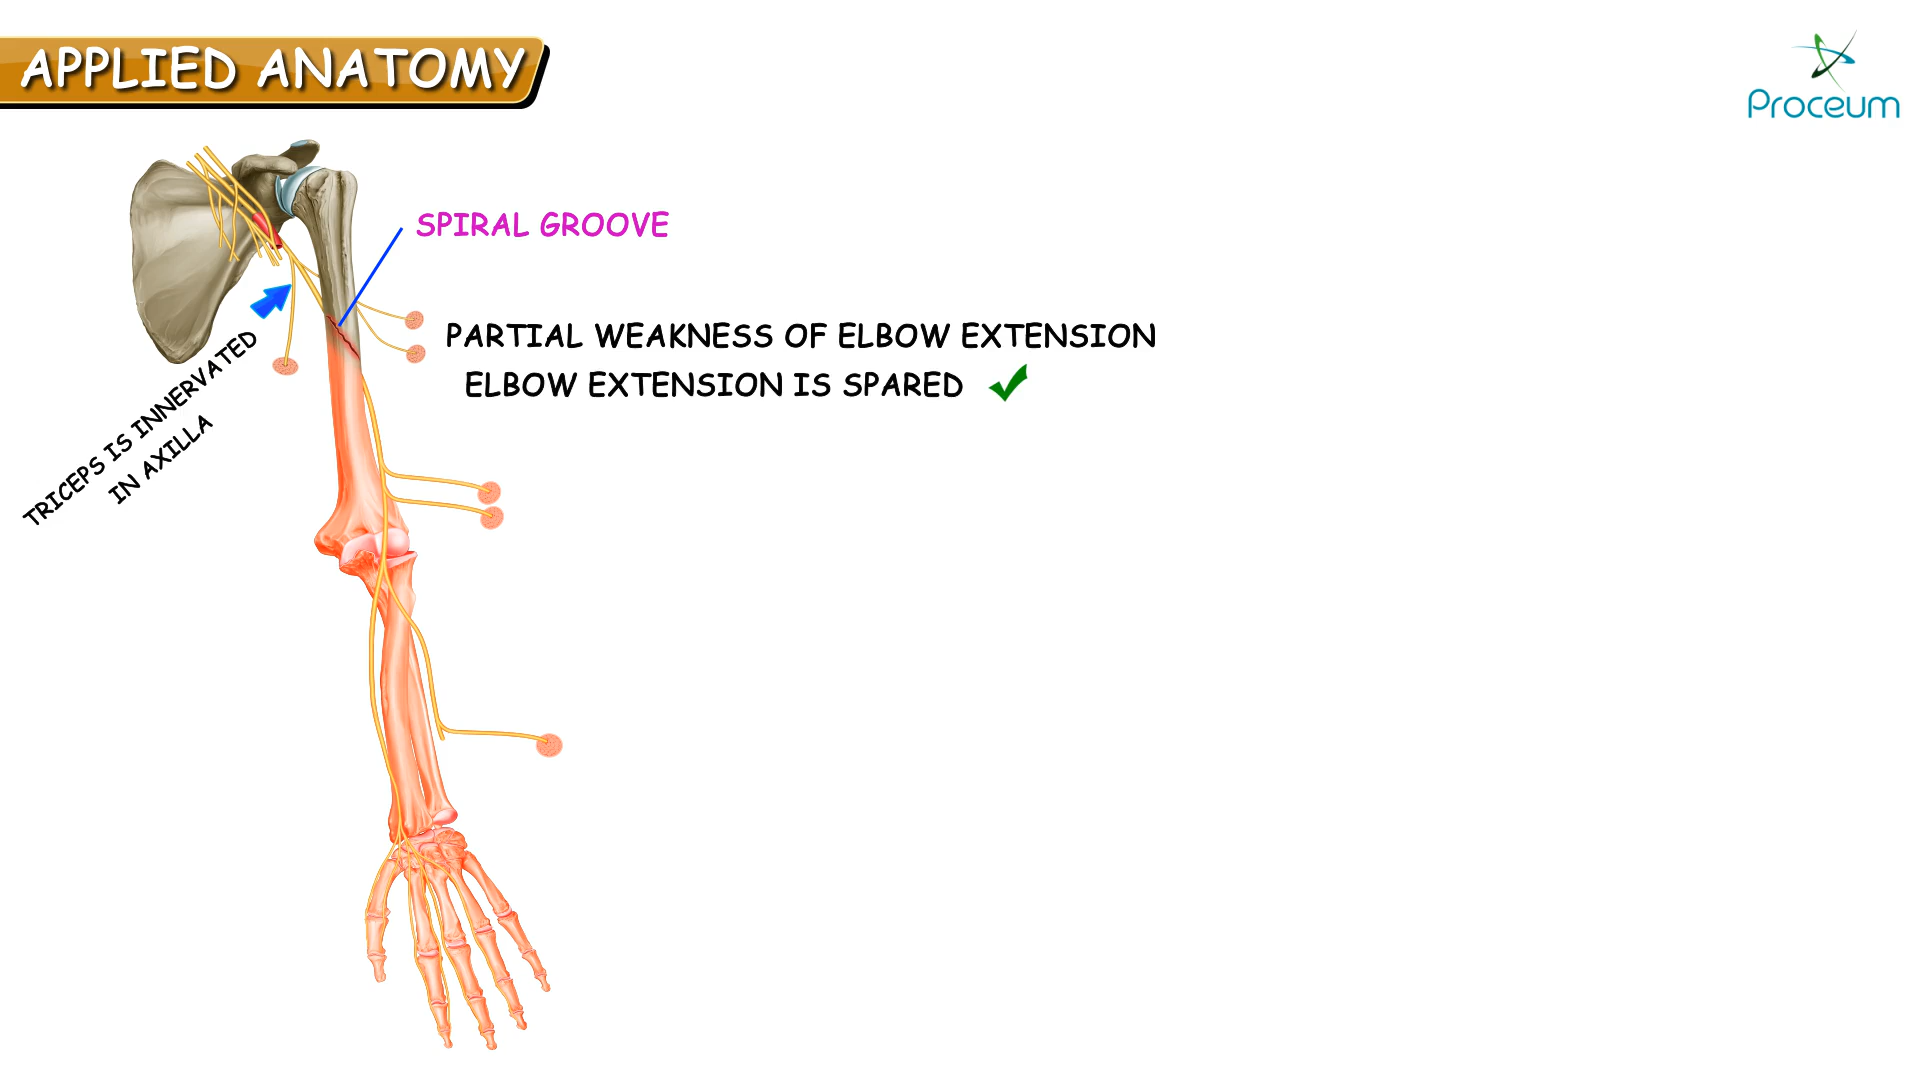 APPLIED ANATOMY
Proceum
SPIRAL GROOVE
PARTIAL WEAKNESS OF ELBOW EXTENSION
ELBOW EXTENSION IS SPARED
TRICEPS IS INNERVATED
IN AXILLA